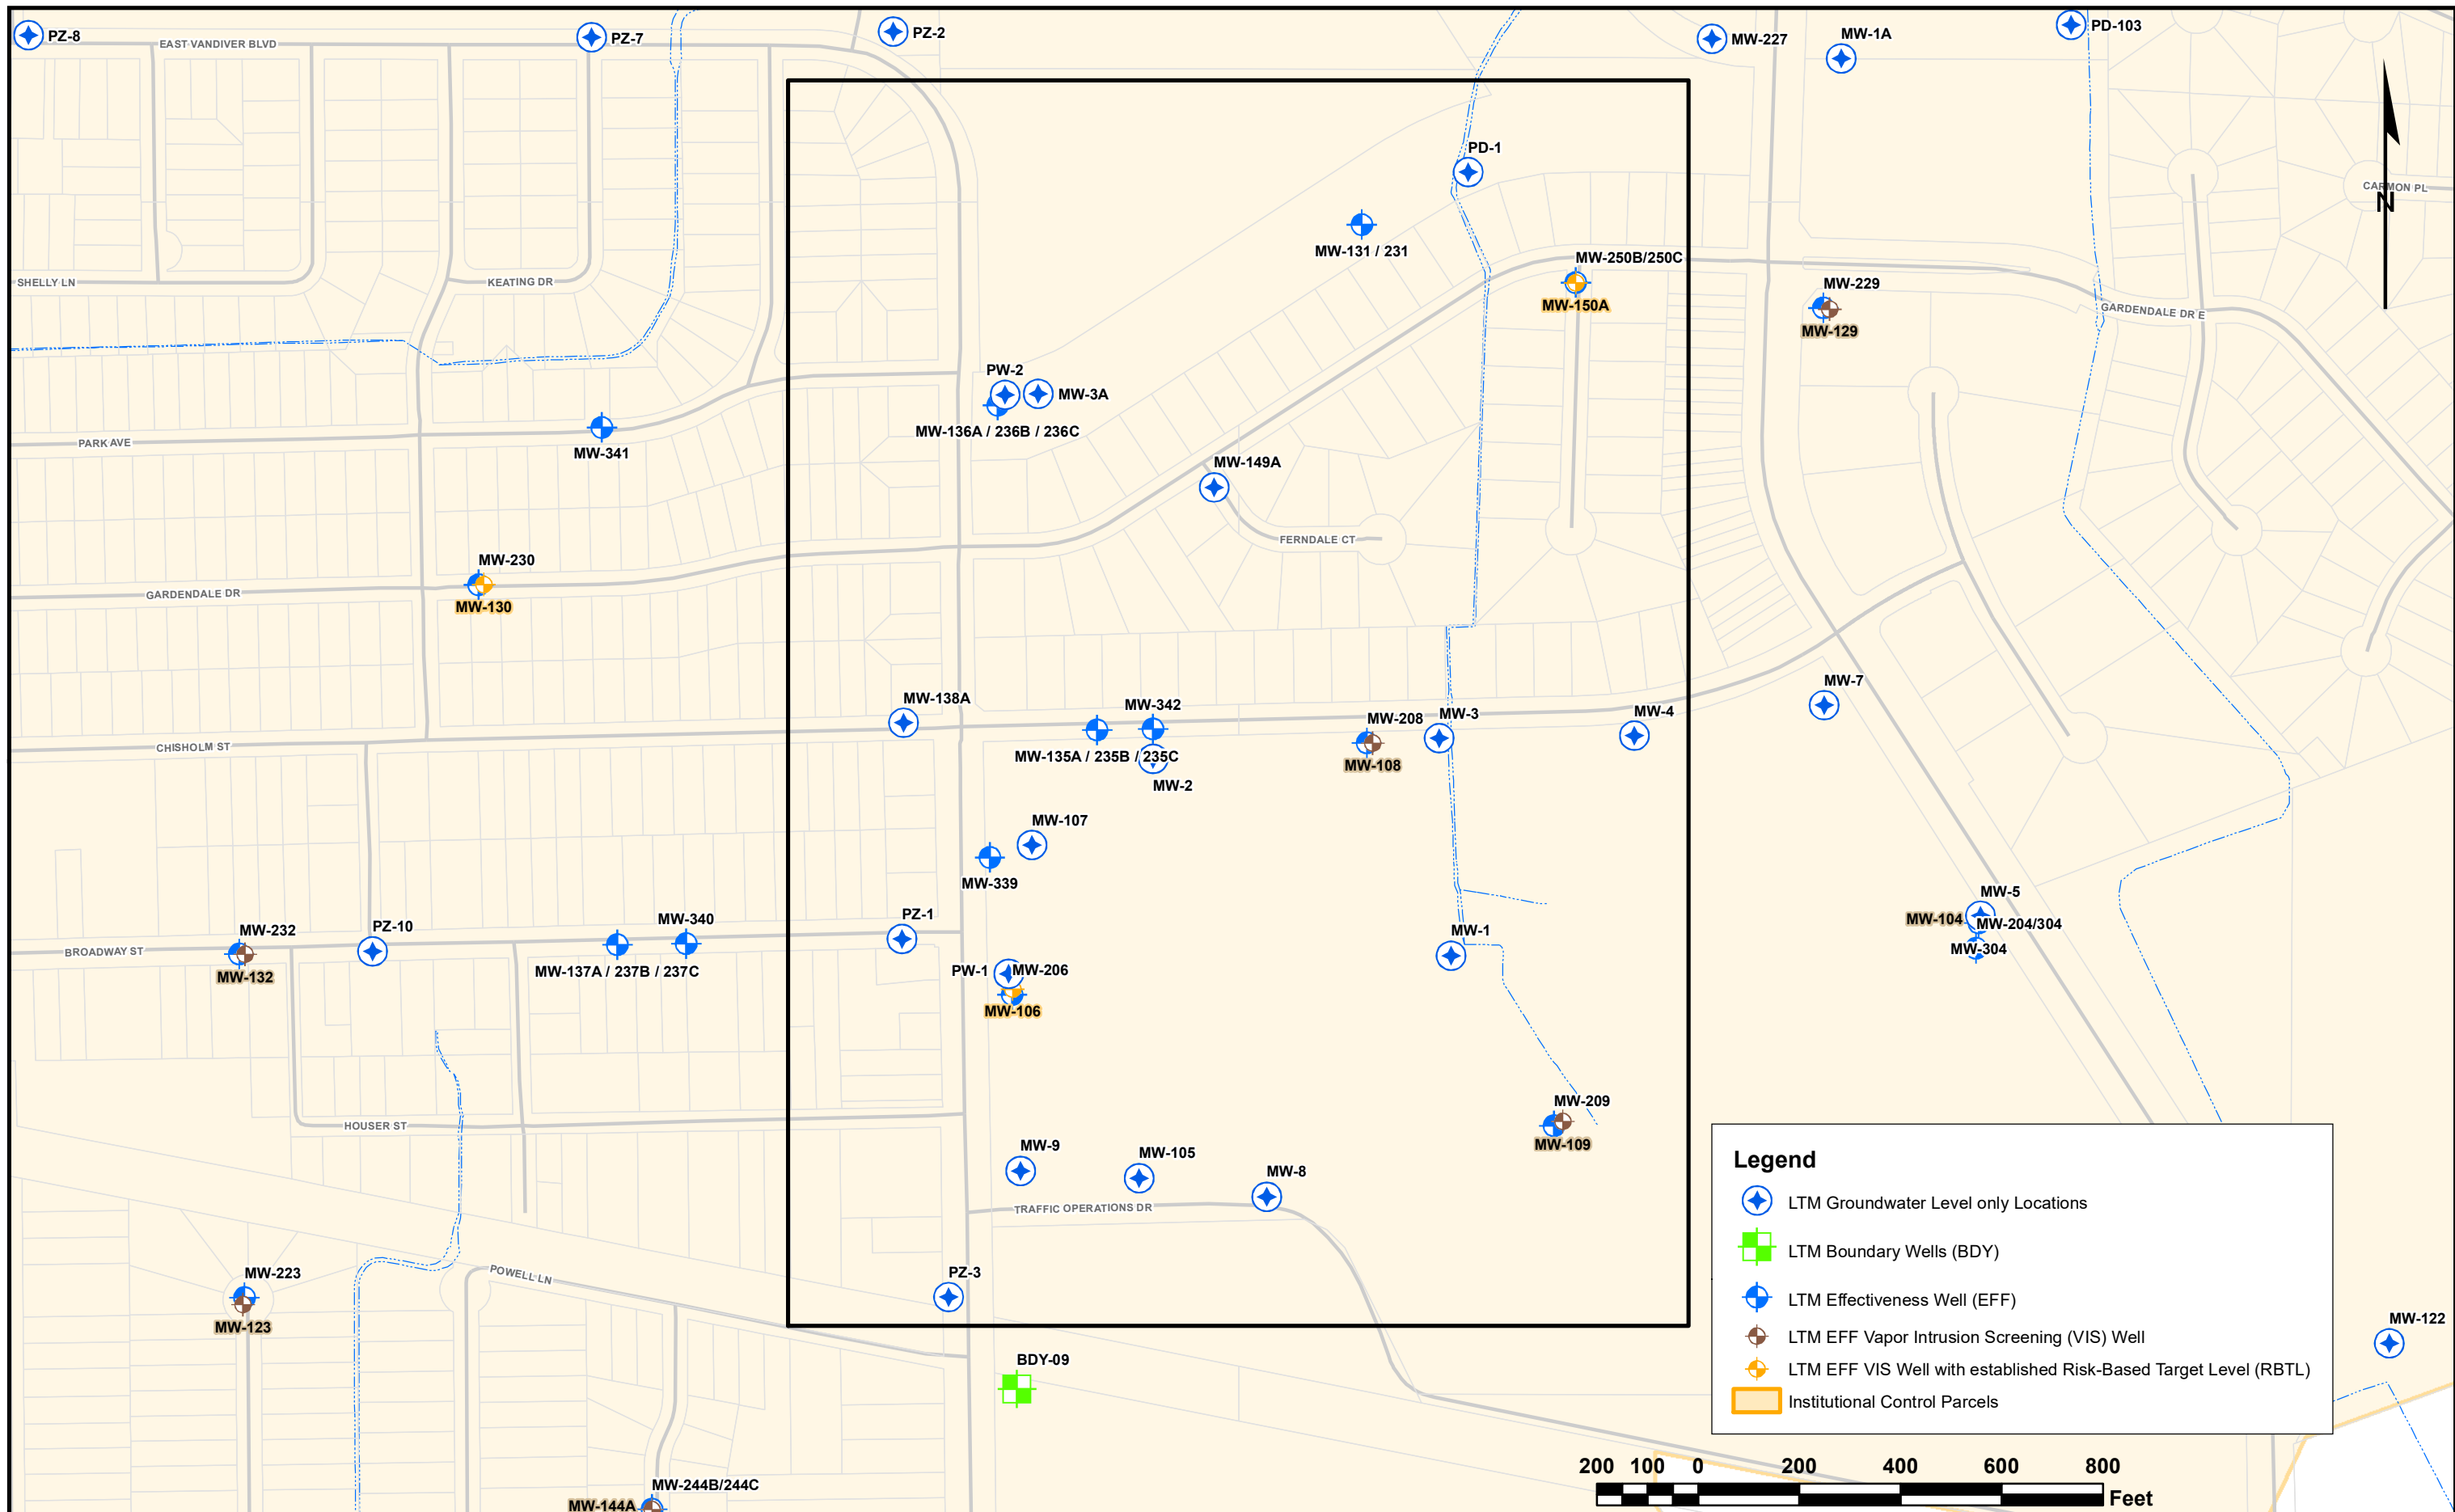 PZ-8
EAST VANDIVER BLVD
PZ-7
PZ-2
MW-227
MW-1A
PD-103
PD-1
CARMON PL
N
MW-131 / 231
MW-250B/250C
MW-150A
SHELLY LN
KEATING DR
MW-229
MW-129
GARDENDALE DR E
PW-2
MW-3A
MW-136A / 236B / 236C
PARK AVE
MW-341
MW-149A
FERNDALE CT
MW-230
MW-130
GARDENDALE DR
MW-138A
MW-342
MW-208
MW-3
MW-4
MW-7
CHISHOLM ST
MW-135A / 235B / 235C
MW-108
MW-2
MW-107
MW-339
MW-5
MW-104
MW-204/304
MW-304
MW-232
PZ-10
MW-340
PZ-1
MW-1
BROADWAY ST
MW-132
MW-137A / 237B / 237C
PW-1
MW-206
MW-106
MW-209
MW-109
HOUSER ST
MW-9
MW-105
MW-8
TRAFFIC OPERATIONS DR
MW-223
MW-123
POWELL LN
PZ-3
BDY-09
MW-122
MW-244B/244C
MW-144A
Legend
LTM Groundwater Level only Locations
LTM Boundary Wells (BDY)
LTM Effectiveness Well (EFF)
LTM EFF Vapor Intrusion Screening (VIS) Well
LTM EFF VIS Well with established Risk-Based Target Level (RBTL)
Institutional Control Parcels
200 100 0 200 400 600 800
Feet